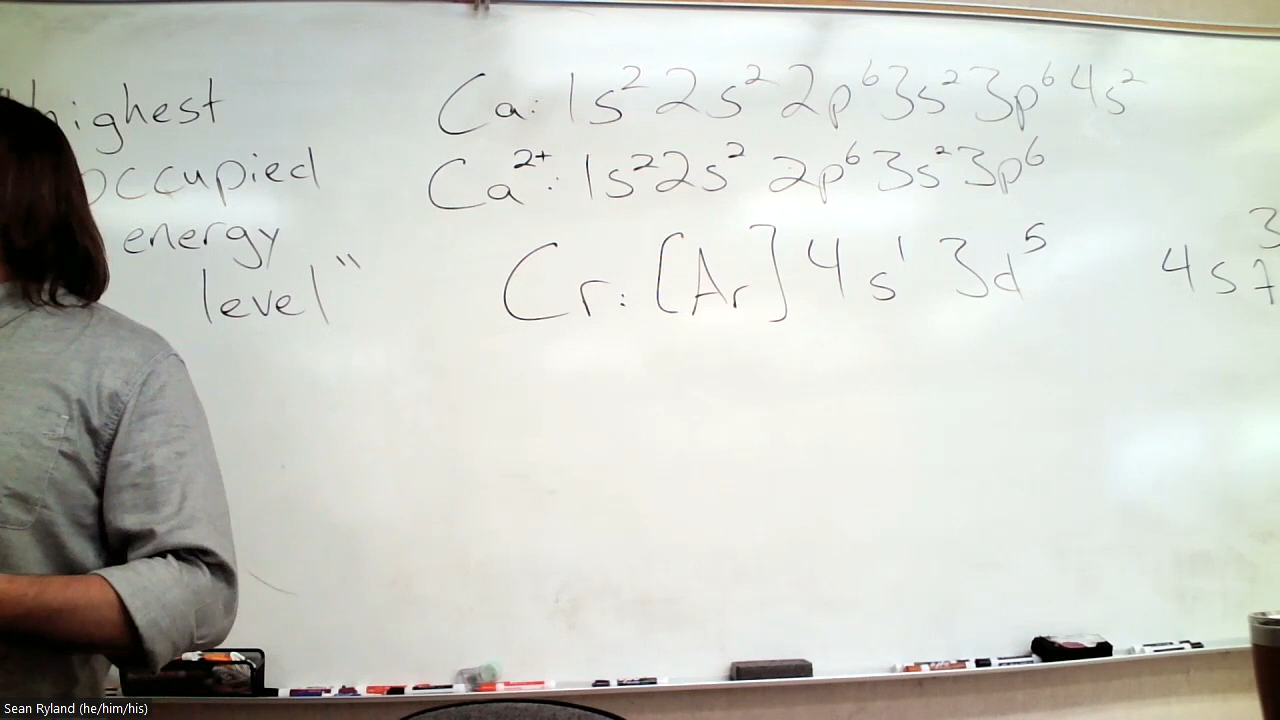 highest
occupied
energy
level"
Ca: 1s² 2s² 2p⁶ 3s² 3p⁶ 4s²
Ca²⁺: 1s² 2s² 2p⁶ 3s² 3p⁶
Cr: [Ar] 4s¹ 3d⁵
4s
3
Sean Ryland (he/him/his)